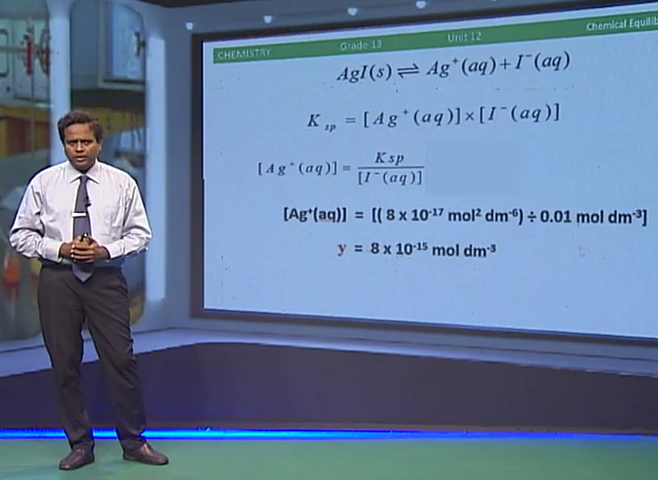 CHEMISTRY Grade 13 Unit 12 Chemical Equilib
AgI(s) ⇌ Ag⁺(aq) + I⁻(aq)
K sp = [Ag⁺(aq)] × [I⁻(aq)]
[Ag⁺(aq)] = Ksp / [I⁻(aq)]
[Ag⁺(aq)] = [( 8 x 10⁻¹⁷ mol² dm⁻⁶) ÷ 0.01 mol dm⁻³]
y = 8 x 10⁻¹⁵ mol dm⁻³